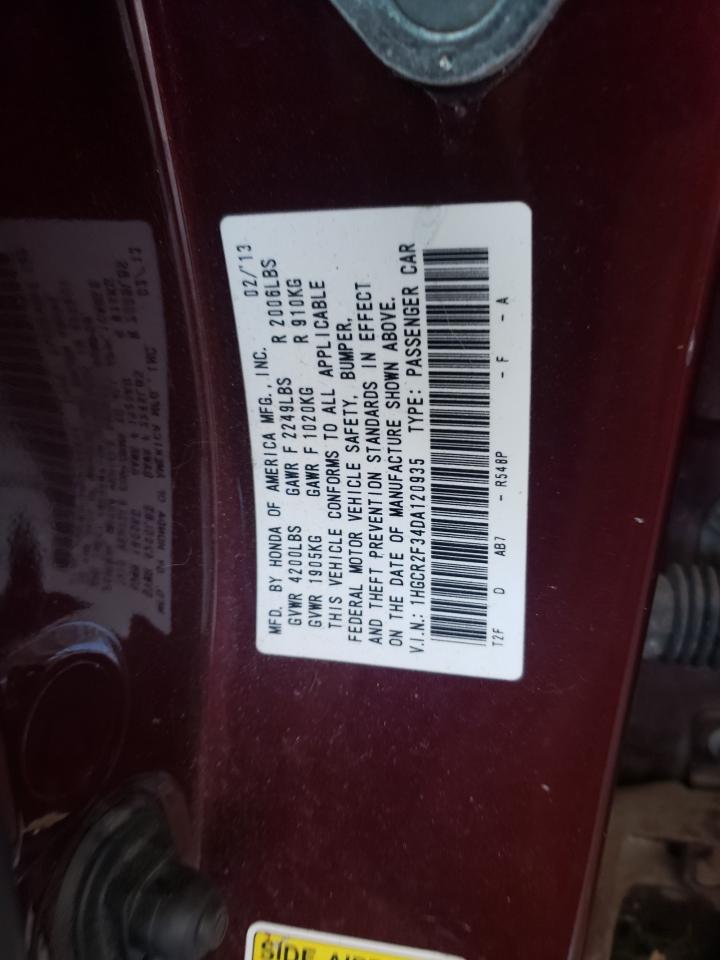 MFD. BY HONDA OF AMERICA MFG., INC. 02/'13
GVWR 4200LBS GAWR F 2249LBS R 2006LBS
GVWR 1905KG GAWR F 1020KG R 910KG
THIS VEHICLE CONFORMS TO ALL APPLICABLE
FEDERAL MOTOR VEHICLE SAFETY, BUMPER,
AND THEFT PREVENTION STANDARDS IN EFFECT
ON THE DATE OF MANUFACTURE SHOWN ABOVE.
V.I.N.: 1HGCR2F34DA120935 TYPE: PASSENGER CAR
T2F D AB7 - R548P - F - A
SIDE